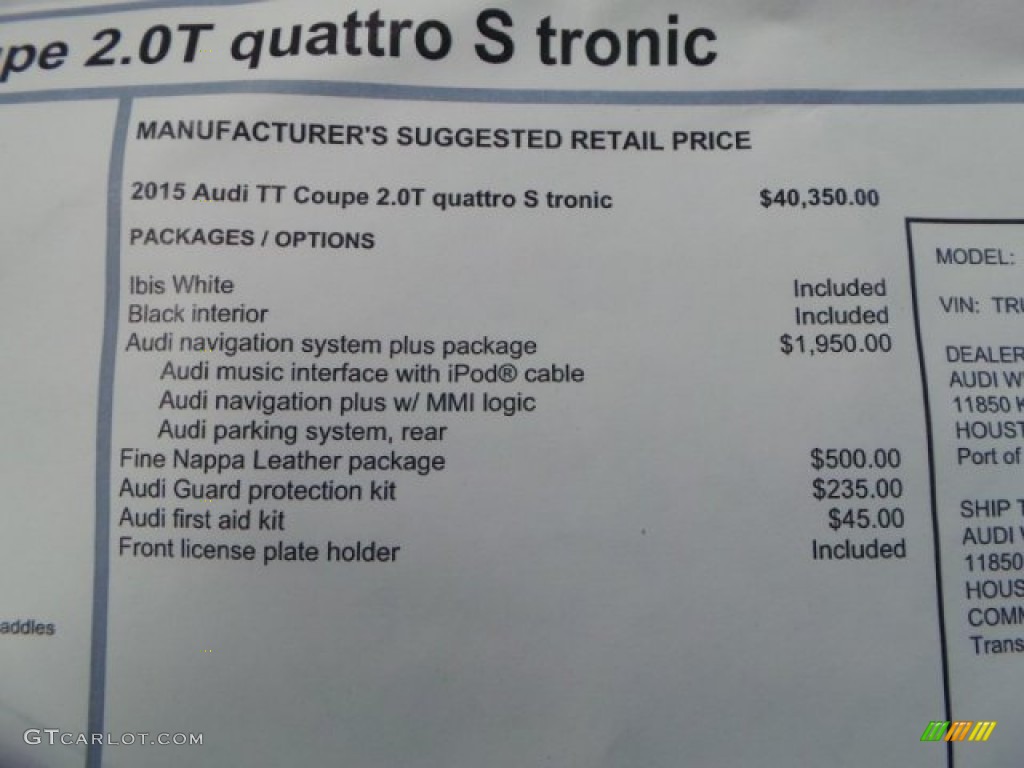 pe 2.0T quattro S tronic
MANUFACTURER'S SUGGESTED RETAIL PRICE
2015 Audi TT Coupe 2.0T quattro S tronic $40,350.00
PACKAGES / OPTIONS
Ibis White Included
Black interior Included
Audi navigation system plus package $1,950.00
Audi music interface with iPod® cable
Audi navigation plus w/ MMI logic
Audi parking system, rear
Fine Nappa Leather package $500.00
Audi Guard protection kit $235.00
Audi first aid kit $45.00
Front license plate holder Included
addles
MODEL:
VIN: TRU
DEALER
AUDI W
11850 K
HOUST
Port of
SHIP T
AUDI
11850
HOUS
COMM
Trans
GTCARLOT.COM